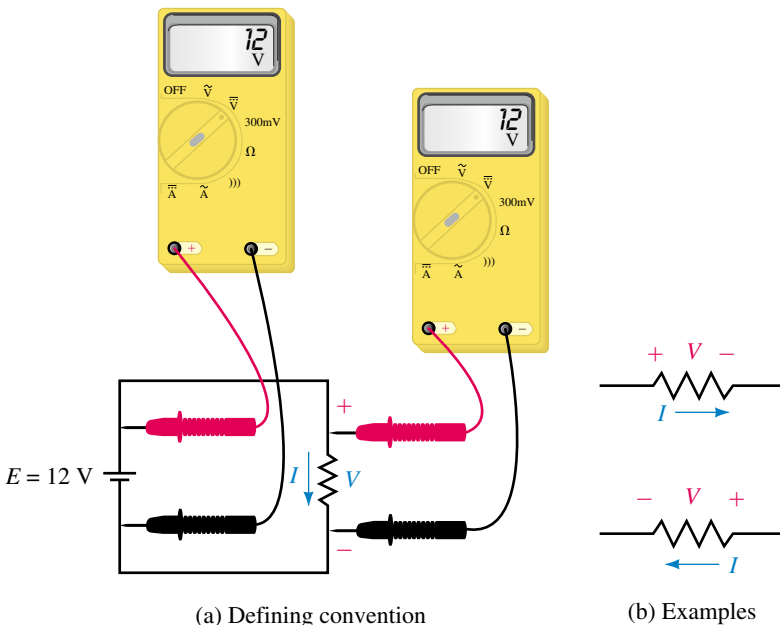 12
V
OFF Ṽ V
300mV
Ω
)))
A Ã
+ −
12
V
OFF Ṽ V
300mV
Ω
)))
A Ã
+ −
E = 12 V
+
I V
−
(a) Defining convention
+ V −
I
− V +
I
(b) Examples